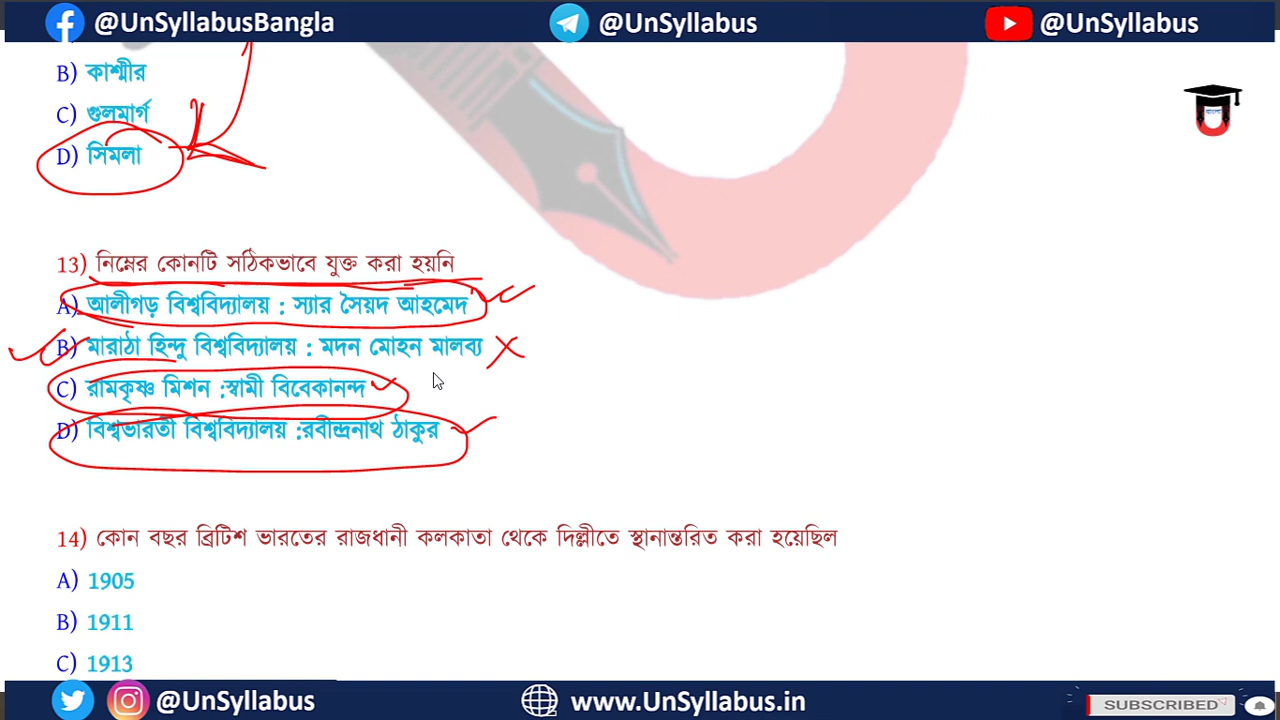 @UnSyllabusBangla @UnSyllabus @UnSyllabus
B) কাশ্মীর
C) গুলমার্গ
D) সিমলা
13) নিম্নের কোনটি সঠিকভাবে যুক্ত করা হয়নি
A) আলীগড় বিশ্ববিদ্যালয় : স্যার সৈয়দ আহমেদ
B) মারাঠা হিন্দু বিশ্ববিদ্যালয় : মদন মোহন মালব্য
C) রামকৃষ্ণ মিশন :স্বামী বিবেকানন্দ
D) বিশ্বভারতী বিশ্ববিদ্যালয় :রবীন্দ্রনাথ ঠাকুর
14) কোন বছর ব্রিটিশ ভারতের রাজধানী কলকাতা থেকে দিল্লীতে স্থানান্তরিত করা হয়েছিল
A) 1905
B) 1911
C) 1913
@UnSyllabus www.UnSyllabus.in SUBSCRIBED